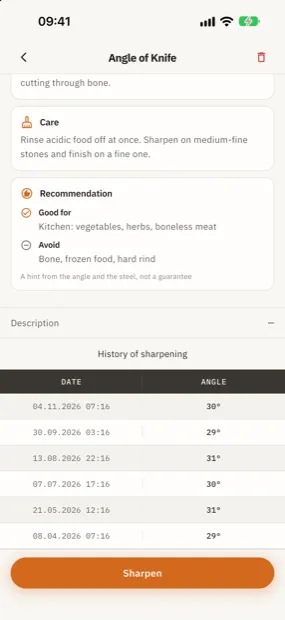 09:41
Angle of Knife
cutting through bone.
Care
Rinse acidic food off at once. Sharpen on medium-fine
stones and finish on a fine one.
Recommendation
Good for
Kitchen: vegetables, herbs, boneless meat
Avoid
Bone, frozen food, hard rind
A hint from the angle and the steel, not a guarantee
Description
History of sharpening
DATE ANGLE
04.11.2026 07:16 30°
30.09.2026 03:16 29°
13.08.2026 22:16 31°
07.07.2026 17:16 30°
21.05.2026 12:16 31°
08.04.2026 07:16 29°
Sharpen